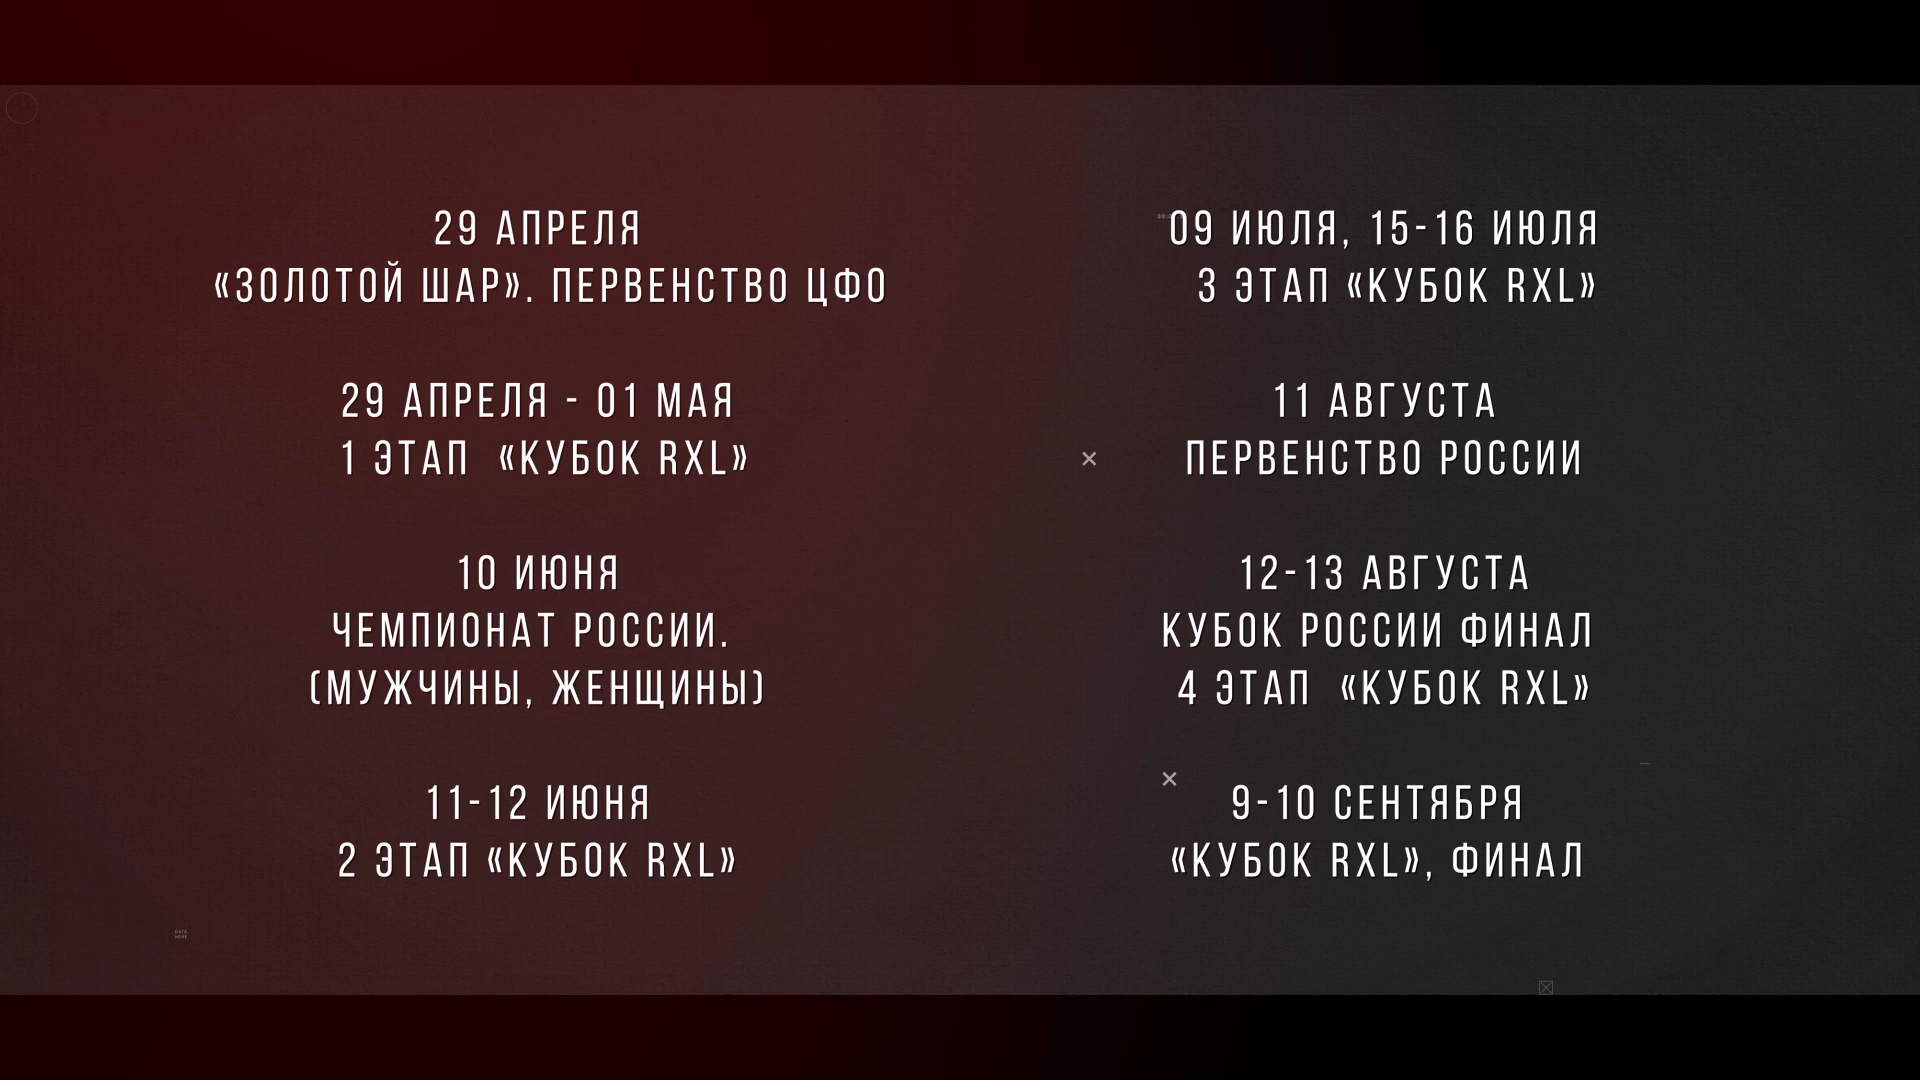 29 АПРЕЛЯ
«ЗОЛОТОЙ ШАР». ПЕРВЕНСТВО ЦФО
29 АПРЕЛЯ - 01 МАЯ
1 ЭТАП «КУБОК RXL»
10 ИЮНЯ
ЧЕМПИОНАТ РОССИИ.
(МУЖЧИНЫ, ЖЕНЩИНЫ)
11-12 ИЮНЯ
2 ЭТАП «КУБОК RXL»
09 ИЮЛЯ, 15-16 ИЮЛЯ
3 ЭТАП «КУБОК RXL»
11 АВГУСТА
ПЕРВЕНСТВО РОССИИ
12-13 АВГУСТА
КУБОК РОССИИ ФИНАЛ
4 ЭТАП «КУБОК RXL»
9-10 СЕНТЯБРЯ
«КУБОК RXL», ФИНАЛ
DATA
HERE